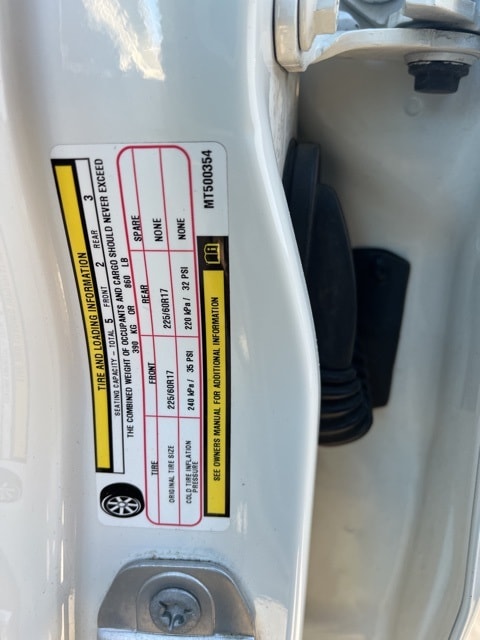 TIRE AND LOADING INFORMATION
SEATING CAPACITY - TOTAL 5 FRONT 2 REAR 3
THE COMBINED WEIGHT OF OCCUPANTS AND CARGO SHOULD NEVER EXCEED
390 KG OR 860 LB
TIRE FRONT REAR SPARE
ORIGINAL TIRE SIZE 225/60R17 225/60R17 NONE
COLD TIRE INFLATION PRESSURE 240 kPa / 35 PSI 220 kPa / 32 PSI NONE
SEE OWNERS MANUAL FOR ADDITIONAL INFORMATION
MT500354